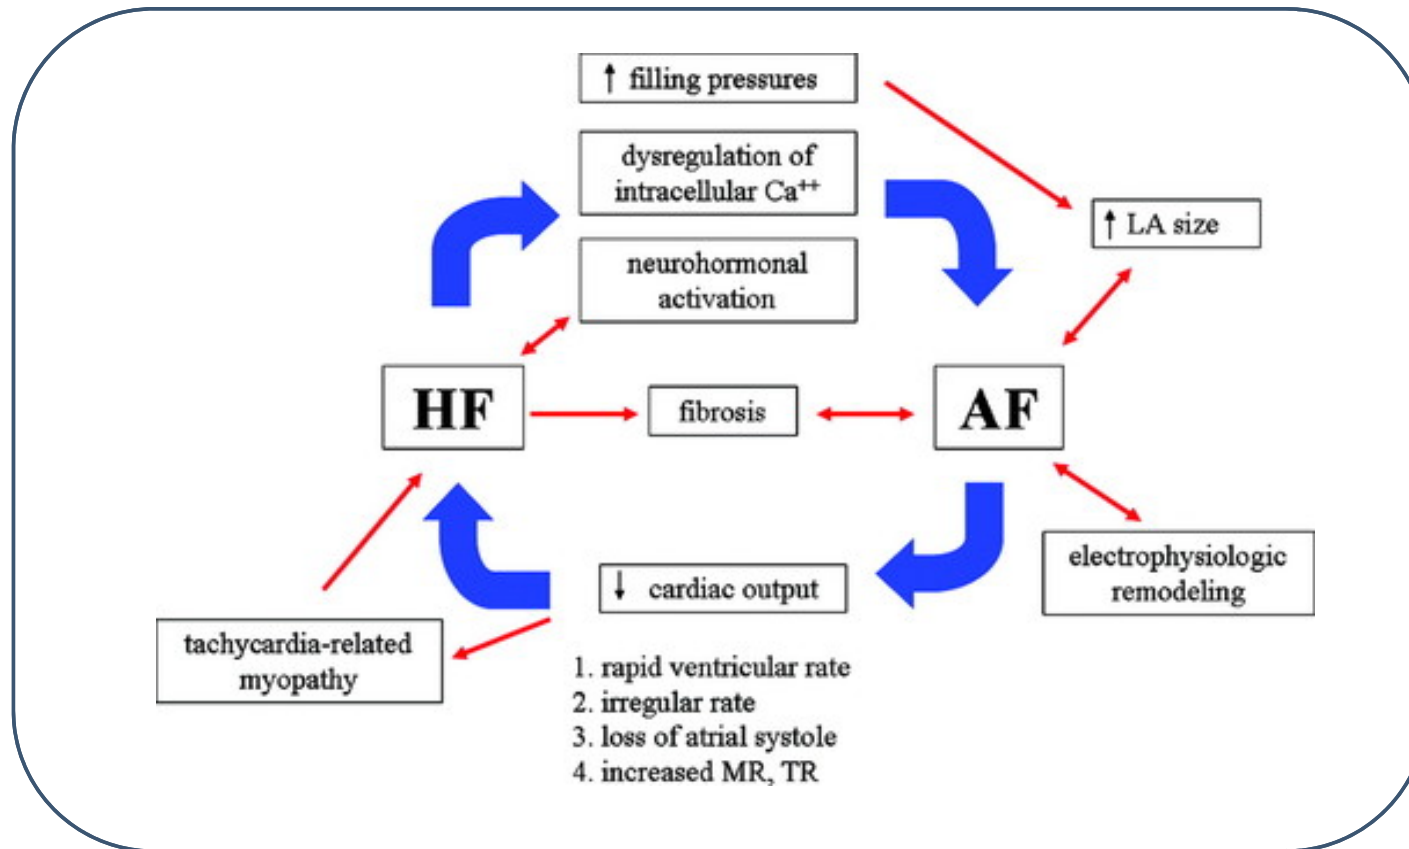 ↑ filling pressures
dysregulation of
intracellular Ca⁺⁺
↑ LA size
neurohormonal
activation
HF
fibrosis
AF
electrophysiologic
remodeling
↓ cardiac output
tachycardia-related
myopathy
1. rapid ventricular rate
2. irregular rate
3. loss of atrial systole
4. increased MR, TR